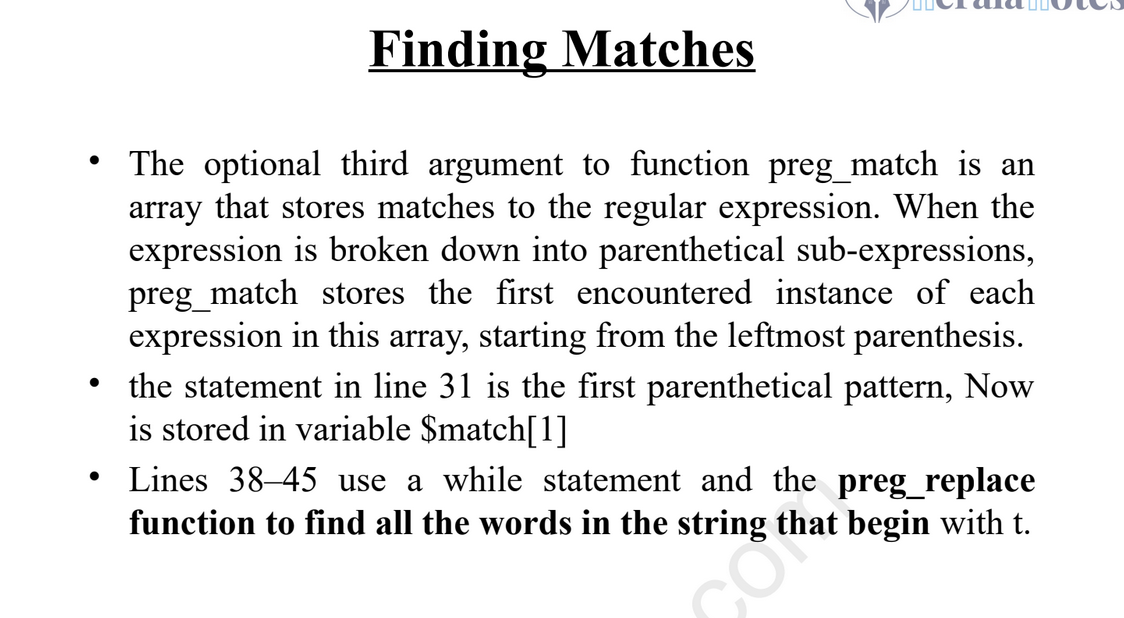 Finding Matches
• The optional third argument to function preg_match is an
array that stores matches to the regular expression. When the
expression is broken down into parenthetical sub-expressions,
preg_match stores the first encountered instance of each
expression in this array, starting from the leftmost parenthesis.
• the statement in line 31 is the first parenthetical pattern, Now
is stored in variable $match[1]
• Lines 38–45 use a while statement and the preg_replace
function to find all the words in the string that begin with t.
.com